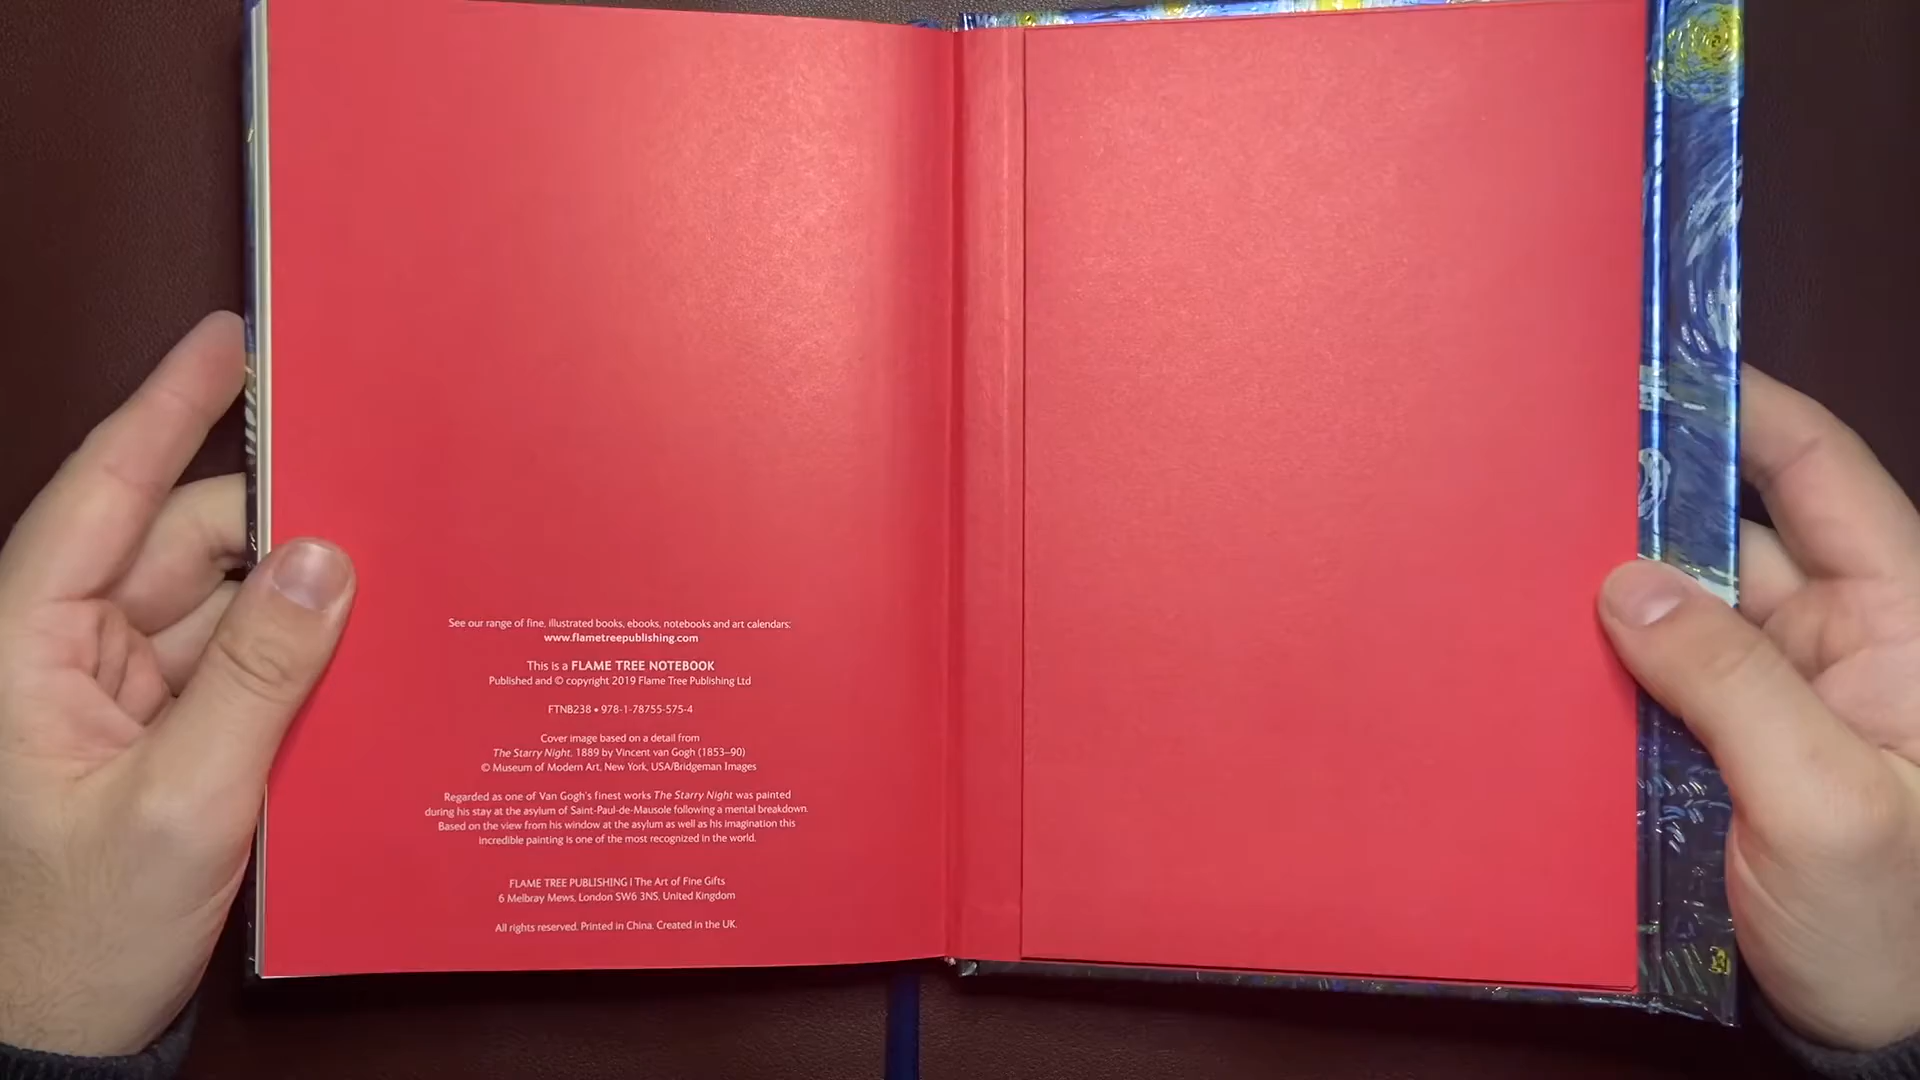 See our range of fine, illustrated books, ebooks, notebooks and art calendars:
www.flametreepublishing.com
This is a FLAME TREE NOTEBOOK
Published and © copyright 2019 Flame Tree Publishing Ltd
FTNB238 • 978-1-78755-575-4
Cover image based on a detail from
The Starry Night, 1889 by Vincent van Gogh (1853–90)
© Museum of Modern Art, New York, USA/Bridgeman Images
Regarded as one of Van Gogh's finest works The Starry Night was painted
during his stay at the asylum of Saint-Paul-de-Mausole following a mental breakdown.
Based on the view from his window at the asylum as well as his imagination this
incredible painting is one of the most recognized in the world.
FLAME TREE PUBLISHING | The Art of Fine Gifts
6 Melbray Mews, London SW6 3NS, United Kingdom
All rights reserved. Printed in China. Created in the UK.